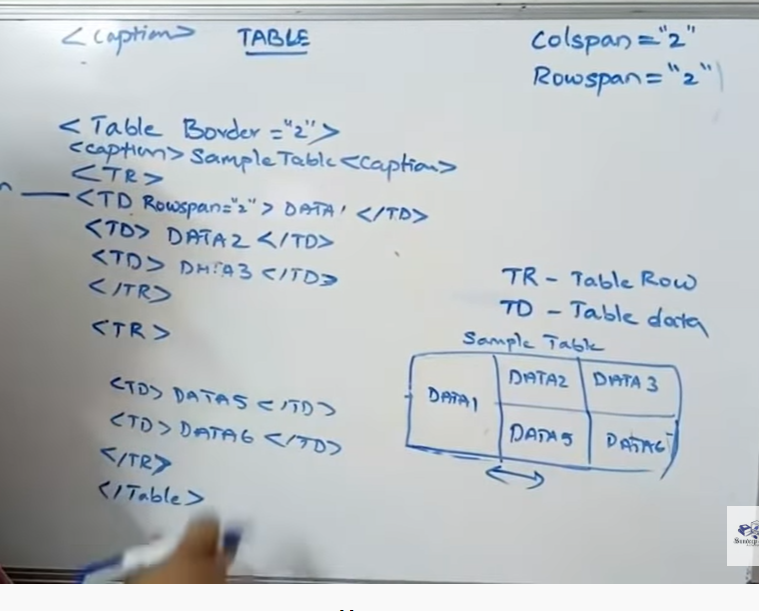 <caption> TABLE
Colspan="2"
Rowspan="2"
<Table Border="2">
<caption>Sample Table<caption>
<TR>
<TD Rowspan="2"> DATA1 </TD>
<TD> DATA2 </TD>
<TD> DATA3 </TD>
</TR>
<TR>
<TD> DATA5 </TD>
<TD> DATA6 </TD>
</TR>
</Table>
TR - Table Row
TD - Table data
Sample Table
DATA1 DATA2 DATA3
DATA5 DATA6